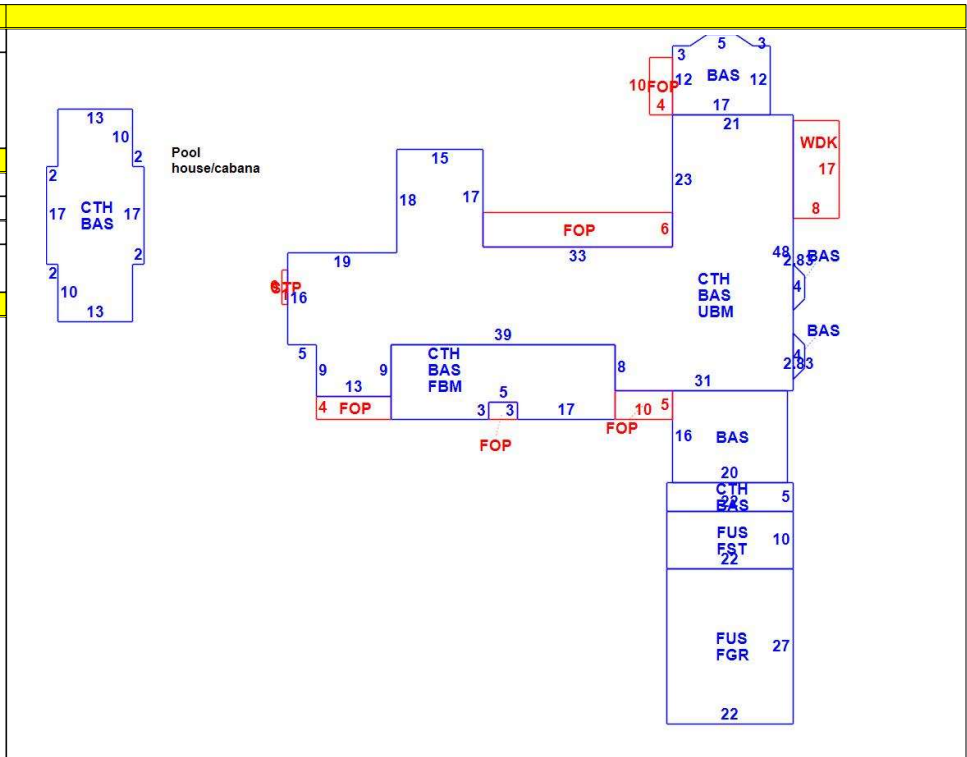 5
3
3
BAS
12
12
10
FOP
4
17
13
21
10
WDK
Pool
house/cabana
2
15
17
2
23
8
18
17
17
CTH
BAS
17
FOP
6
33
48
2.83
BAS
19
2
2
CTH
BAS
UBM
4
STP
16
10
13
BAS
39
4
2.83
5
CTH
BAS
FBM
9
9
8
13
31
5
4
FOP
3
3
17
10
5
FOP
FOP
16
BAS
20
CTH
BAS
22
5
FUS
FST
10
22
FUS
FGR
27
22